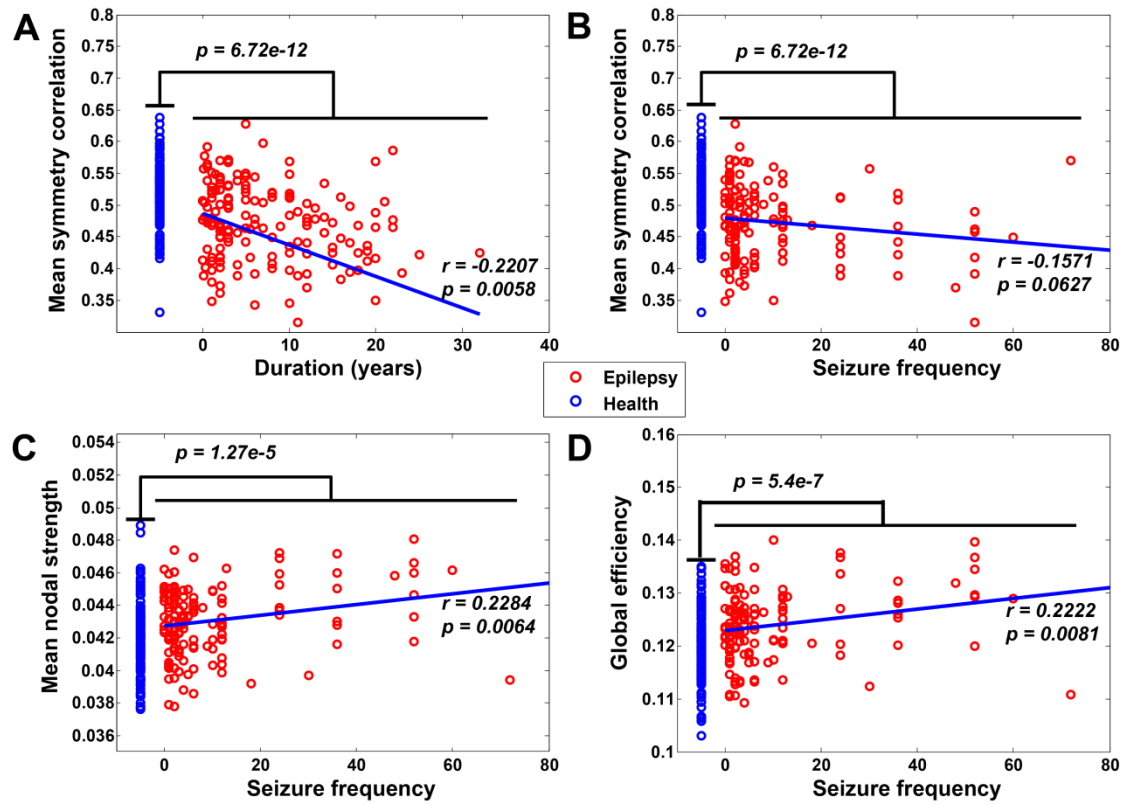 A
Mean symmetry correlation
0.8
0.75
0.7
0.65
0.6
0.55
0.5
0.45
0.4
0.35
p = 6.72e-12
r = -0.2207
p = 0.0058
0 10 20 30 40
Duration (years)
B
Mean symmetry correlation
0.8
0.75
0.7
0.65
0.6
0.55
0.5
0.45
0.4
0.35
p = 6.72e-12
r = -0.1571
p = 0.0627
0 20 40 60 80
Seizure frequency
Epilepsy
Health
C
Mean nodal strength
0.054
0.052
0.05
0.048
0.046
0.044
0.042
0.04
0.038
0.036
p = 1.27e-5
r = 0.2284
p = 0.0064
0 20 40 60 80
Seizure frequency
D
Global efficiency
0.16
0.15
0.14
0.13
0.12
0.11
0.1
p = 5.4e-7
r = 0.2222
p = 0.0081
0 20 40 60 80
Seizure frequency